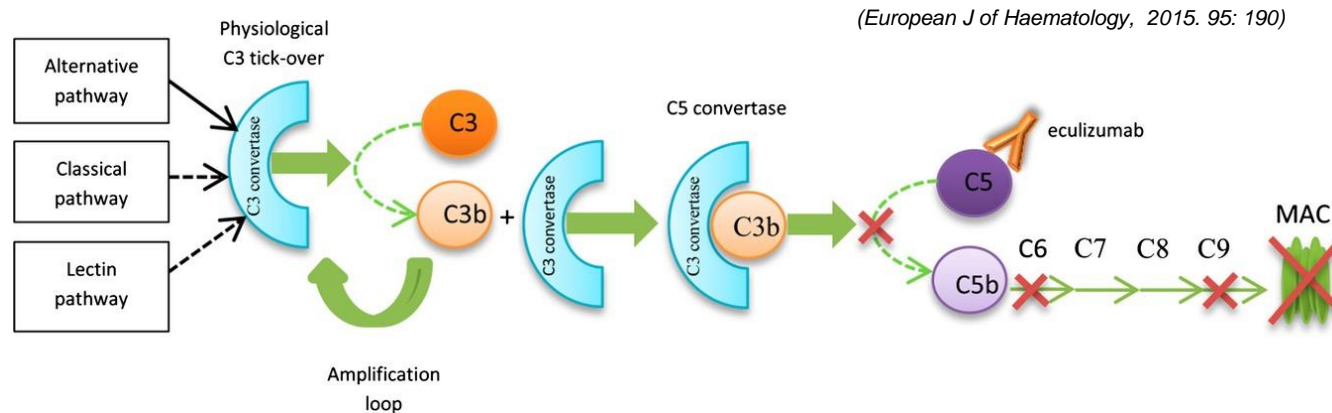 (European J of Haematology, 2015. 95: 190)
Physiological
C3 tick-over
Alternative
pathway
Classical
pathway
Lectin
pathway
C3 convertase
C3
C3b
+
C3 convertase
Amplification
loop
C5 convertase
C3 convertase
C3b
eculizumab
C5
C5b
C6 C7 C8 C9
MAC